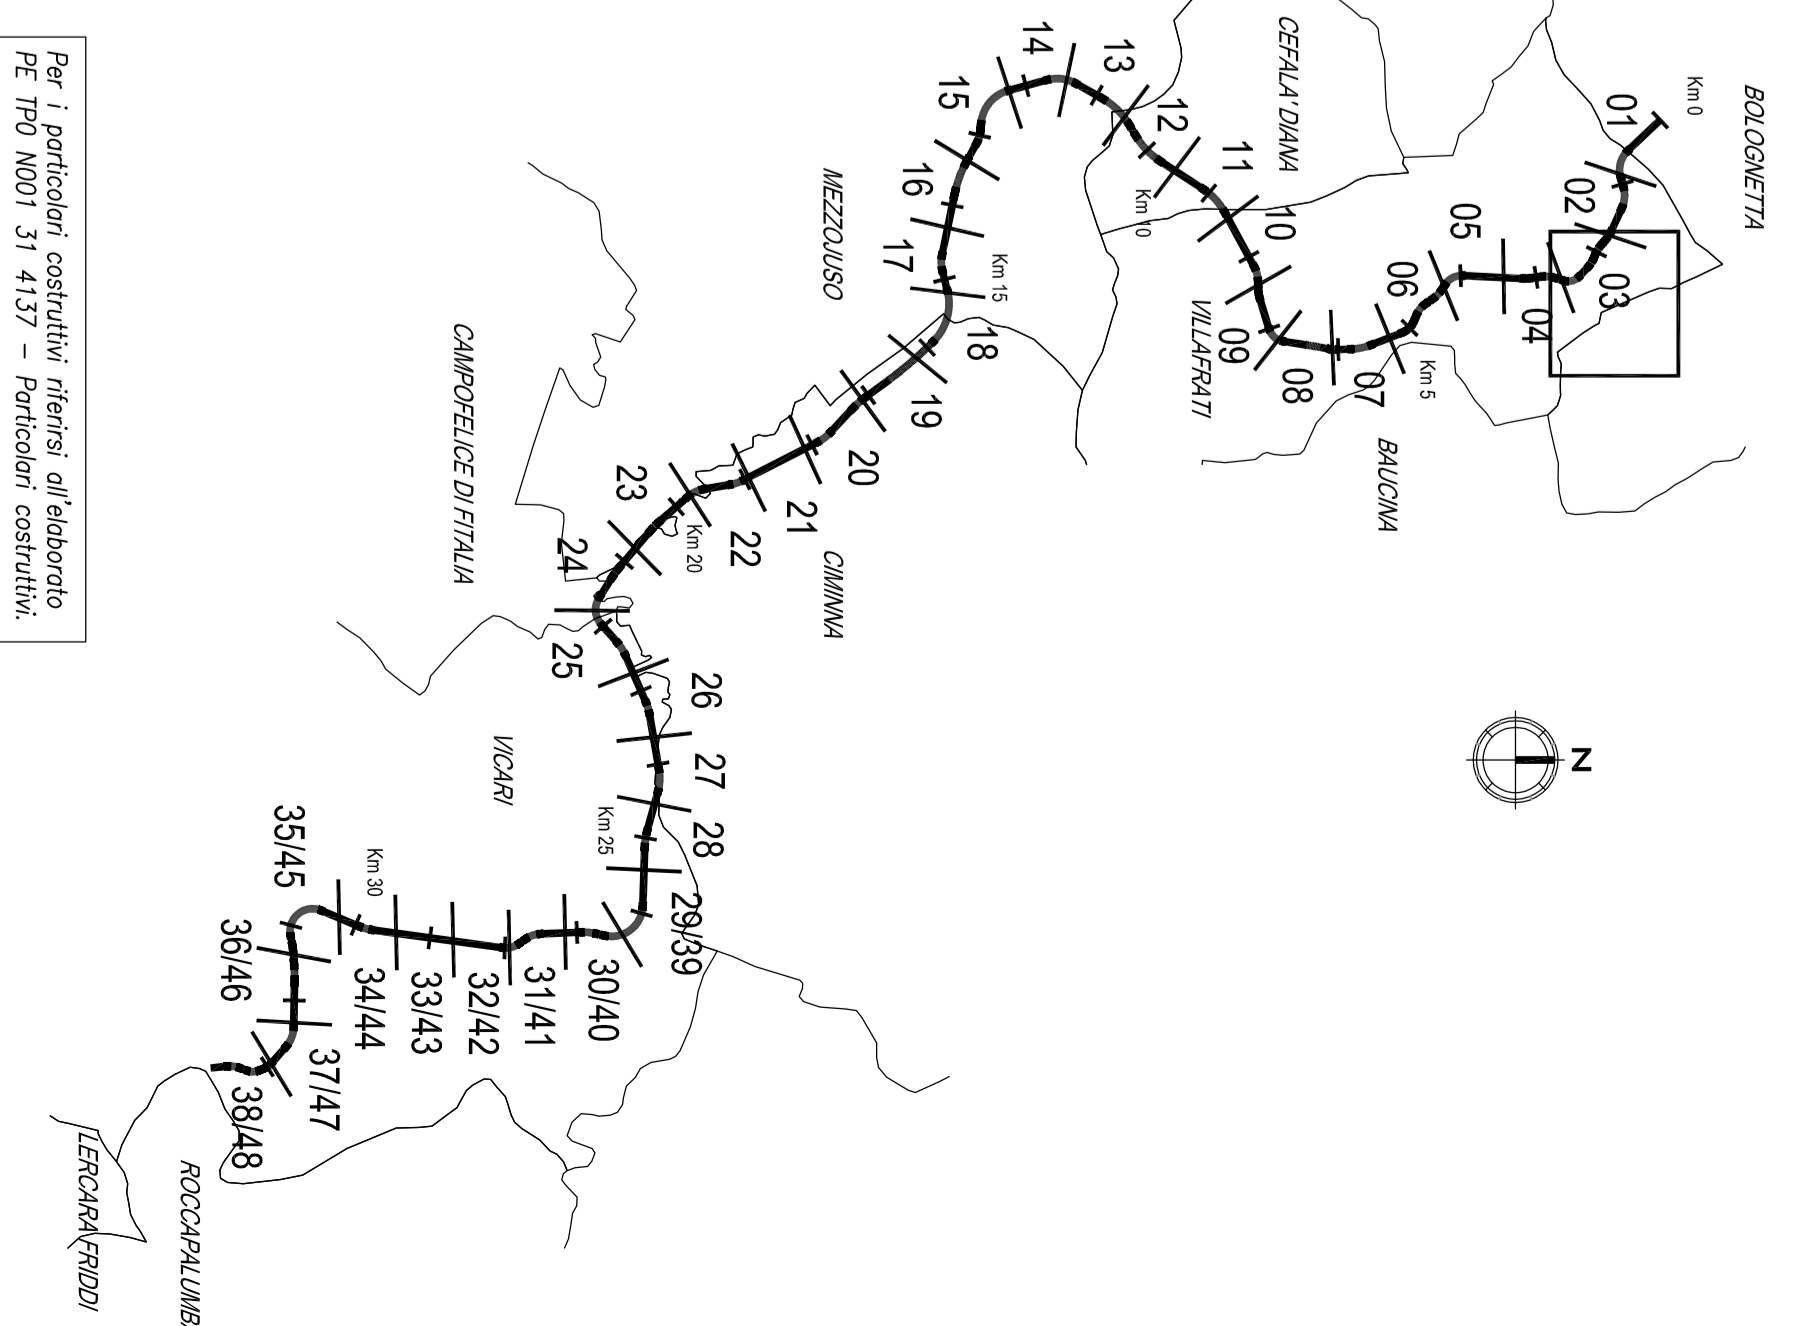 BOLOGNETTA
Km 0
01
02
03
04
05
06
Km 5
07
08
09
10
11
12
13
14
15
16
17
18
19
20
21
22
23
24
25
26
27
28
29/39
30/40
31/41
32/42
33/43
34/44
35/45
36/46
37/47
38/48
CEFALA'DIANA
Km 10
VILAFRATI
BAUCINA
MEZZOJUSO
Km 15
CIMINNA
Km 20
CAMPOFELICE DI FITALIA
VICARI
Km 25
Km 30
ROCCAPALUMB
LERCARA FRIDDI
N
Per i particolari costruttivi riferirsi all'elaborato
PE TP0 N001 31 4137 – Particolari costruttivi.